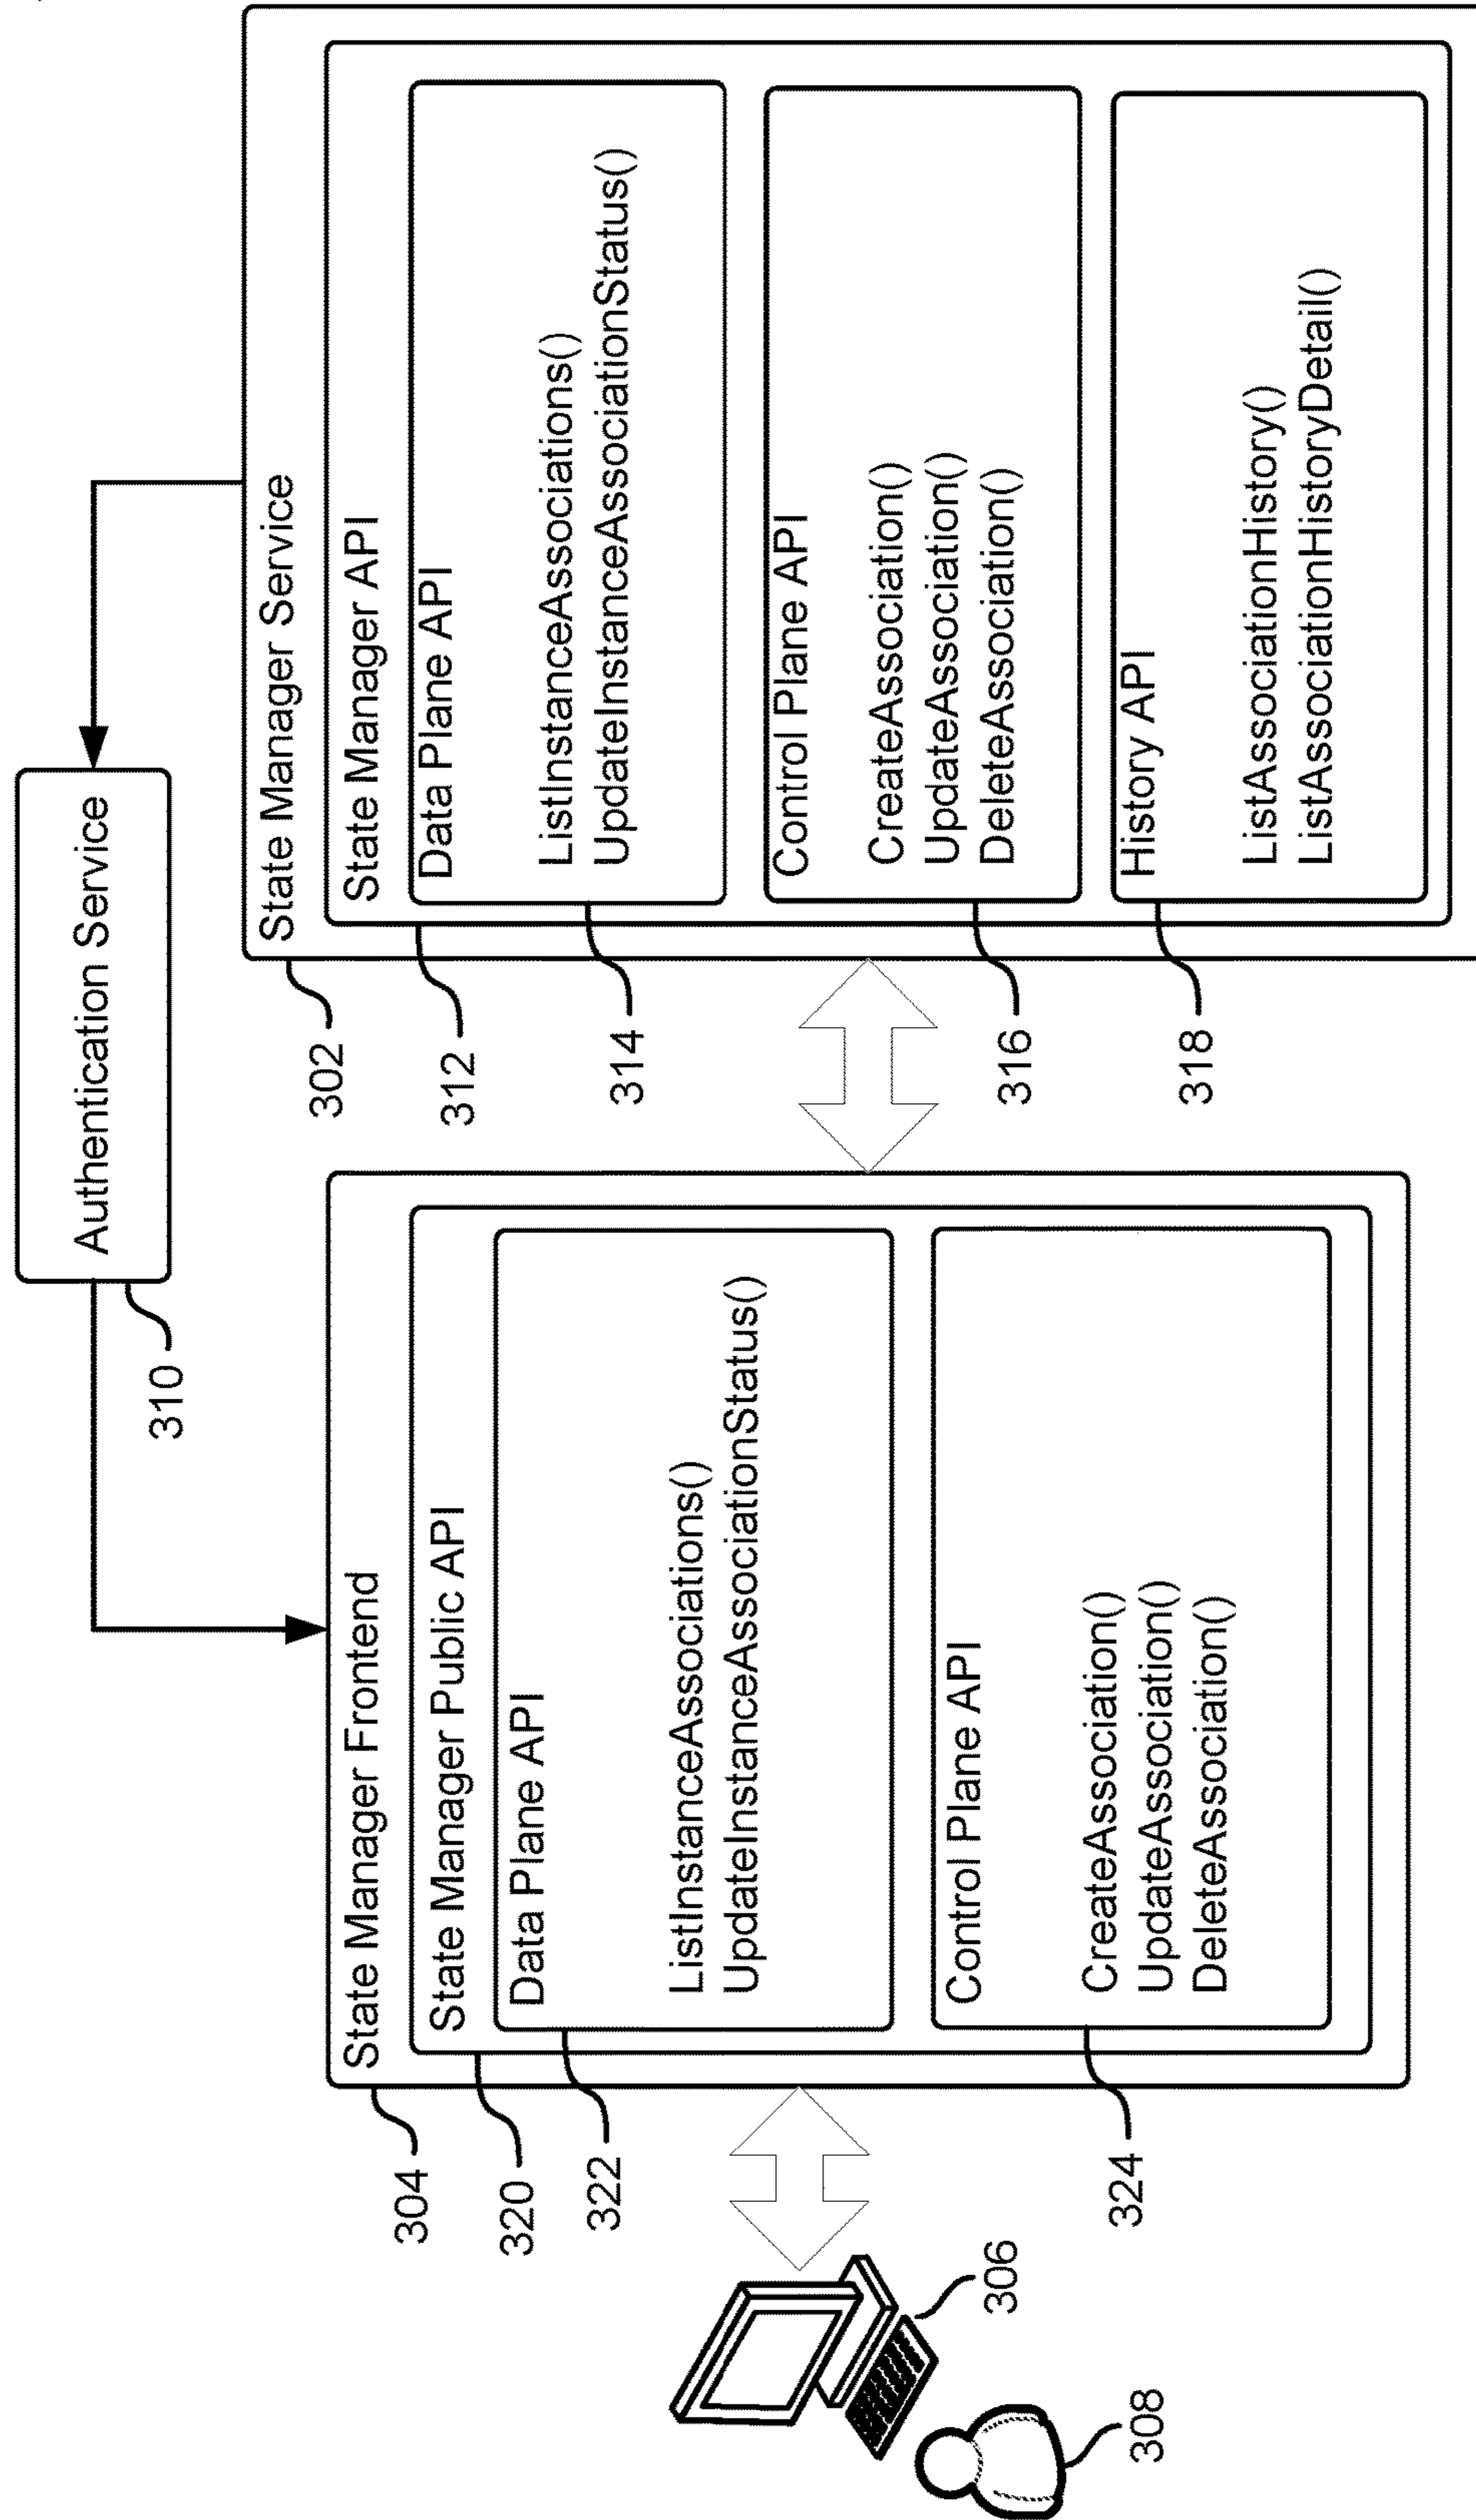 Authentication Service
310
State Manager Frontend
State Manager Public API
Data Plane API
ListInstanceAssociations()
UpdateInstanceAssociationStatus()
Control Plane API
CreateAssociation()
UpdateAssociation()
DeleteAssociation()
304
320
322
324
306
308
State Manager Service
State Manager API
Data Plane API
ListInstanceAssociations()
UpdateInstanceAssociationStatus()
Control Plane API
CreateAssociation()
UpdateAssociation()
DeleteAssociation()
History API
ListAssociationHistory()
ListAssociationHistoryDetail()
302
312
314
316
318